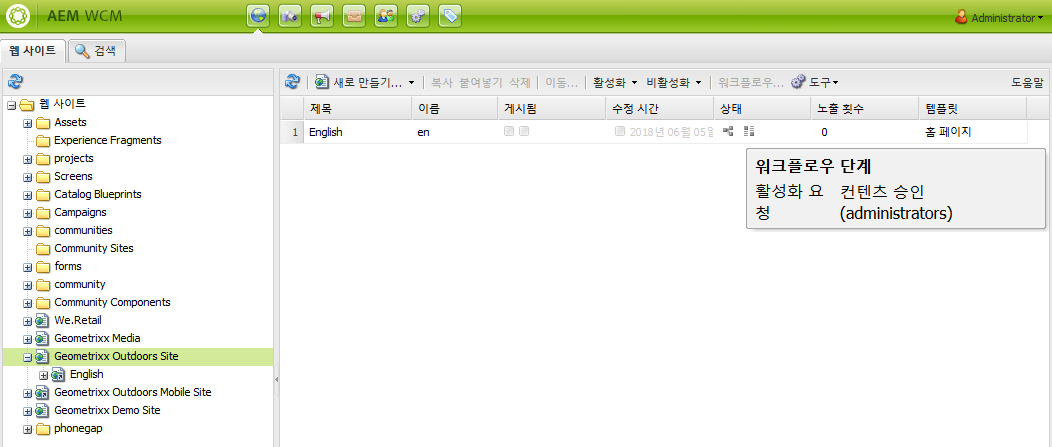 AEM WCM
Administrator
웹 사이트
검색
새로 만들기... 복사 붙여넣기 삭제 이동... 활성화 비활성화 워크플로우... 도구 도움말
제목 이름 게시됨 수정 시간 상태 노출 횟수 템플릿
1 English en 2018년 06월 05일 0 홈 페이지
워크플로우 단계
활성화 요청 컨텐츠 승인
(administrators)
웹 사이트
Assets
Experience Fragments
projects
Screens
Catalog Blueprints
Campaigns
communities
Community Sites
forms
community
Community Components
We.Retail
Geometrixx Media
Geometrixx Outdoors Site
English
Geometrixx Outdoors Mobile Site
Geometrixx Demo Site
phonegap